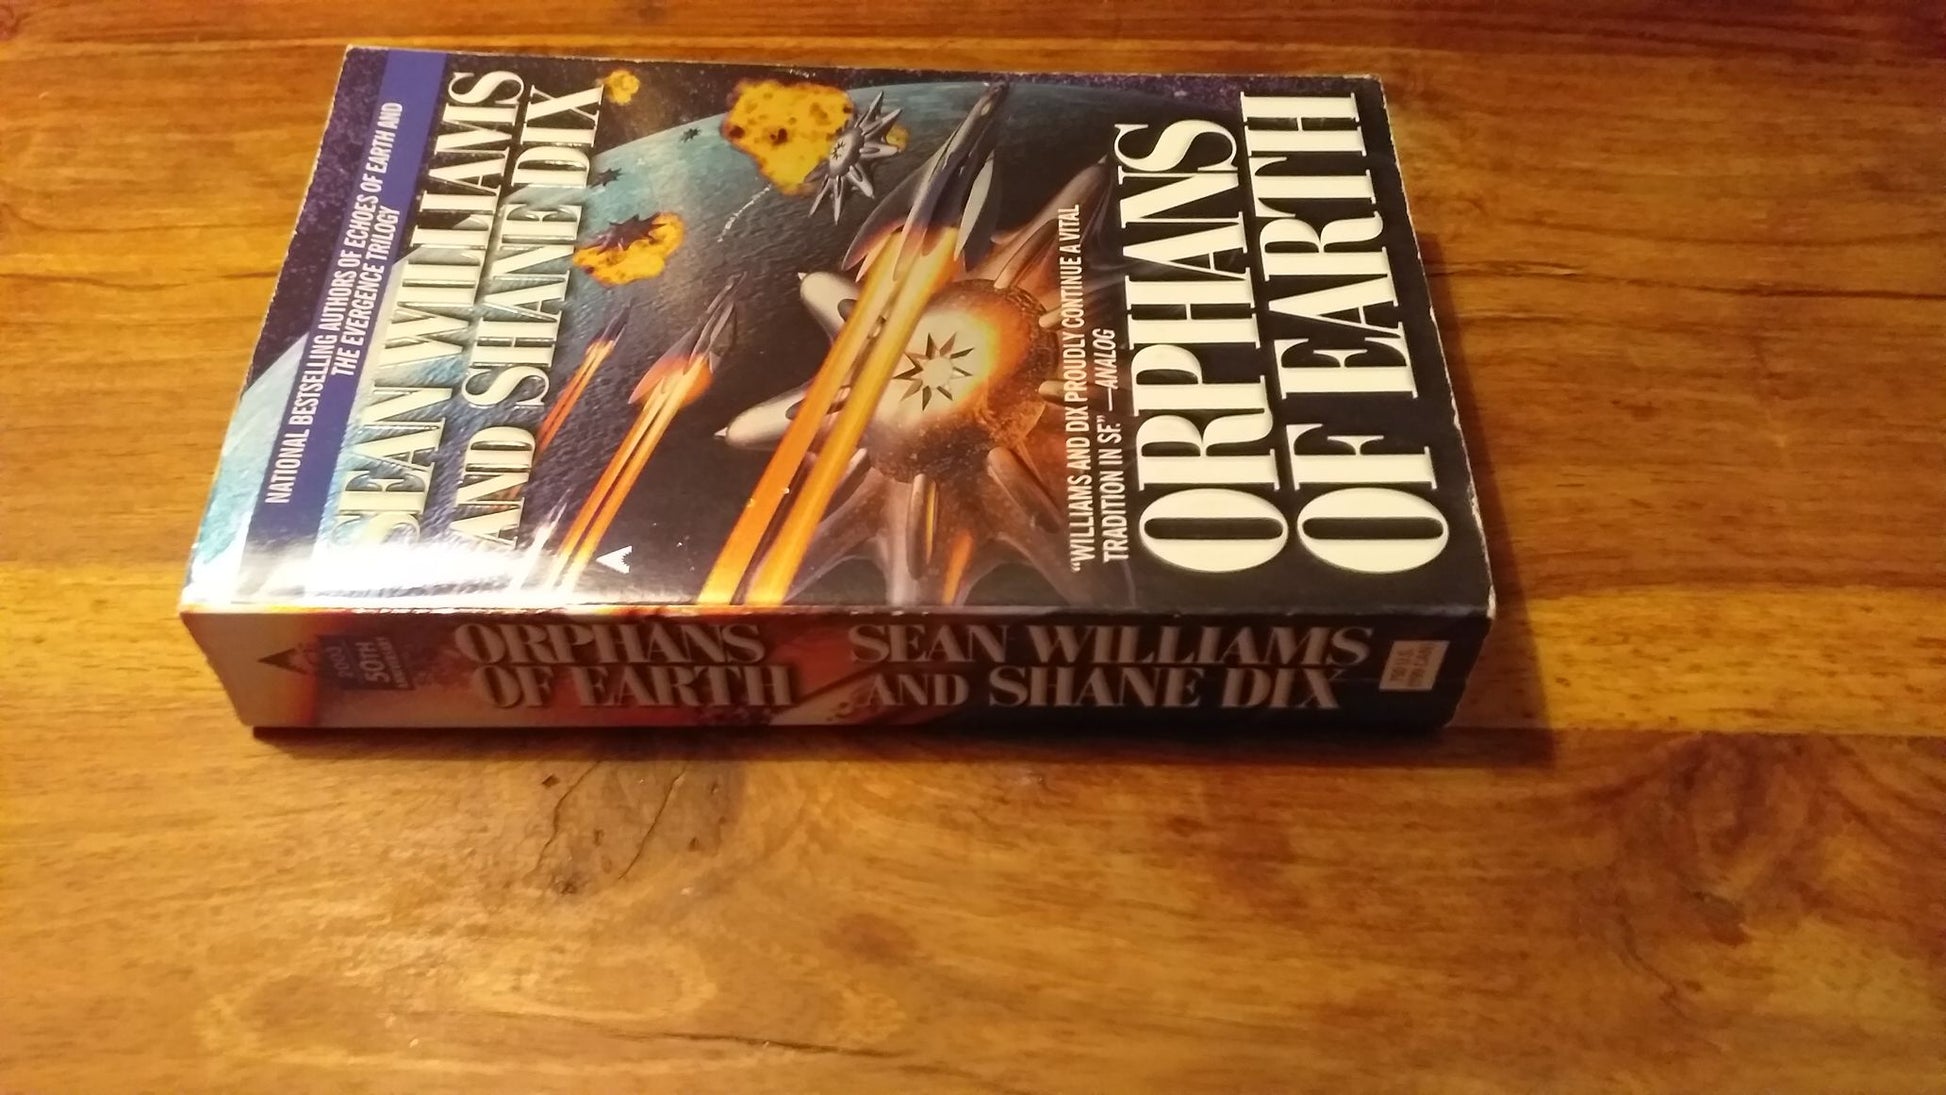 NATIONAL BESTSELLING AUTHORS OF ECHOES OF EARTH AND
THE EVERGENCE TRILOGY
SEAN WILLIAMS
AND SHANE DIX
"WILLIAMS AND DIX PROUDLY CONTINUE A VITAL
TRADITION IN SF." —ANALOG
ORPHANS
OF EARTH
50TH
ANNIVERSARY
ORPHANS
OF EARTH
SEAN WILLIAMS
AND SHANE DIX